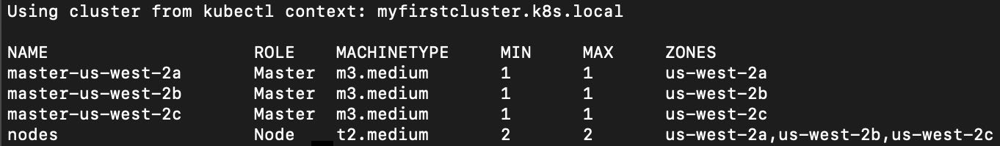 Using cluster from kubectl context: myfirstcluster.k8s.local
NAME ROLE MACHINETYPE MIN MAX ZONES
master-us-west-2a Master m3.medium 1 1 us-west-2a
master-us-west-2b Master m3.medium 1 1 us-west-2b
master-us-west-2c Master m3.medium 1 1 us-west-2c
nodes Node t2.medium 2 2 us-west-2a,us-west-2b,us-west-2c